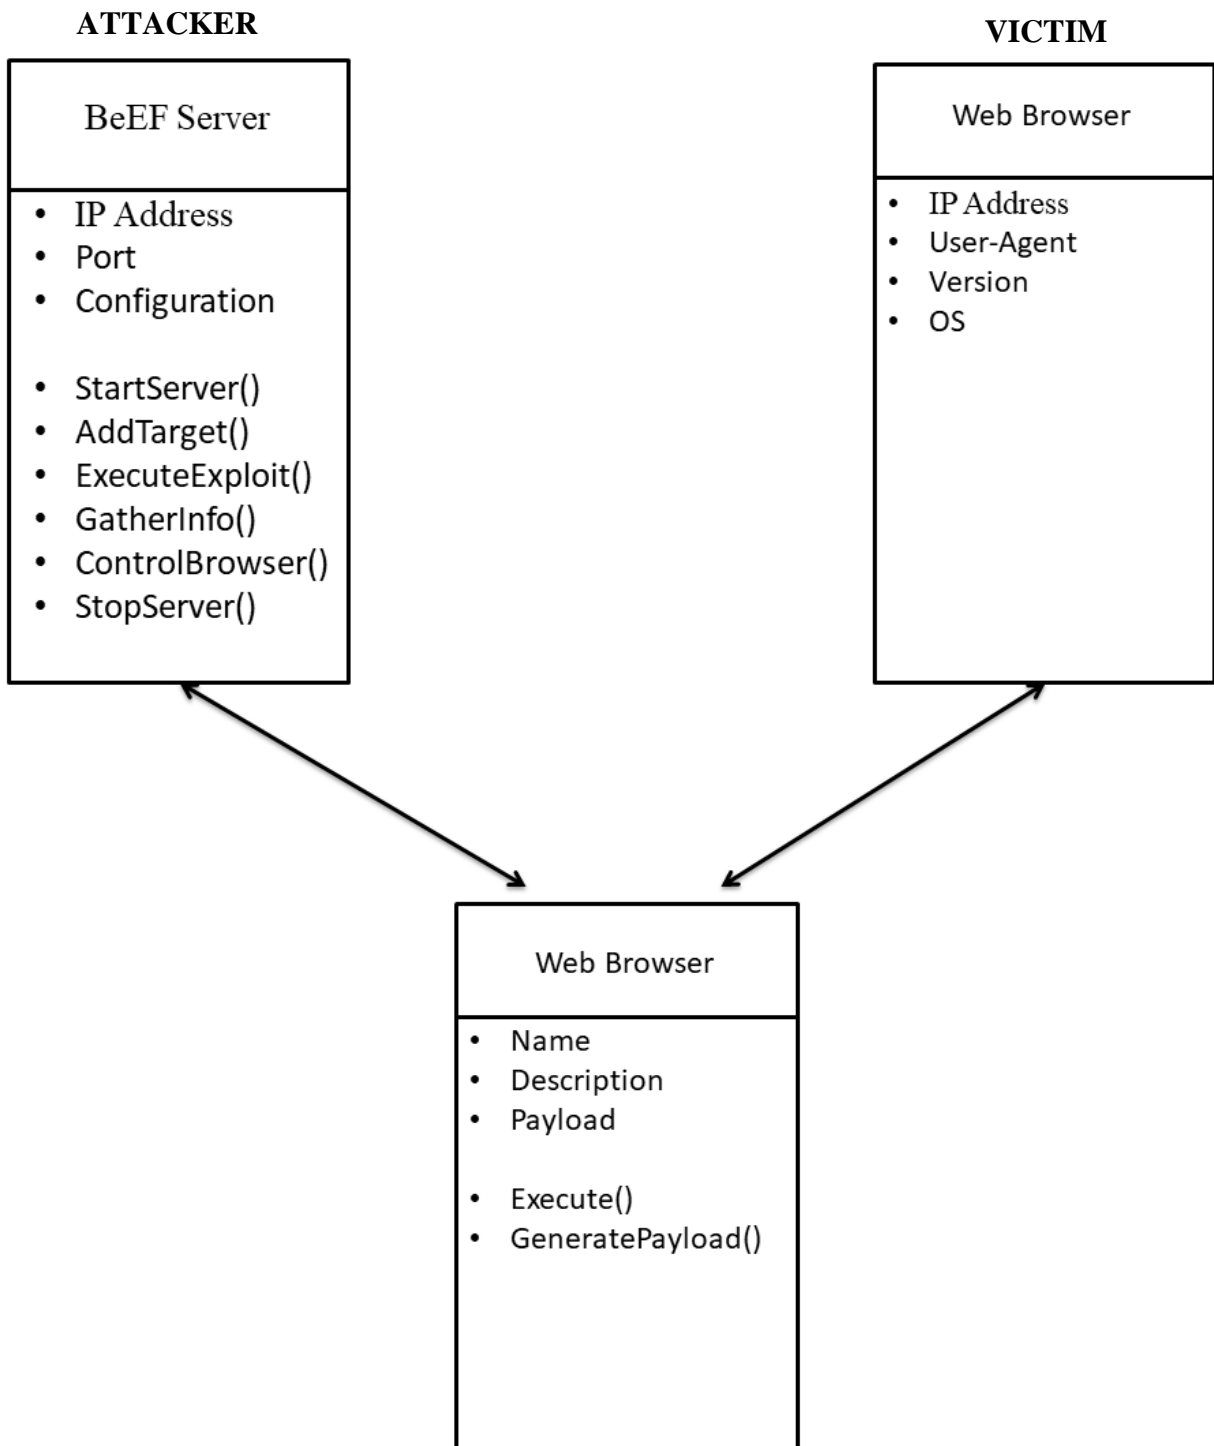 ATTACKER
BeEF Server
• IP Address
• Port
• Configuration
• StartServer()
• AddTarget()
• ExecuteExploit()
• GatherInfo()
• ControlBrowser()
• StopServer()
VICTIM
Web Browser
• IP Address
• User-Agent
• Version
• OS
Web Browser
• Name
• Description
• Payload
• Execute()
• GeneratePayload()